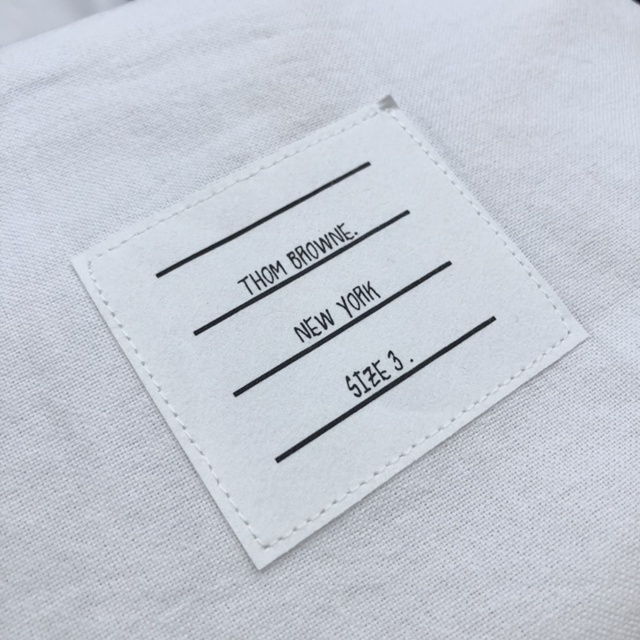 THOM BROWNE.
NEW YORK
SIZE 3 .